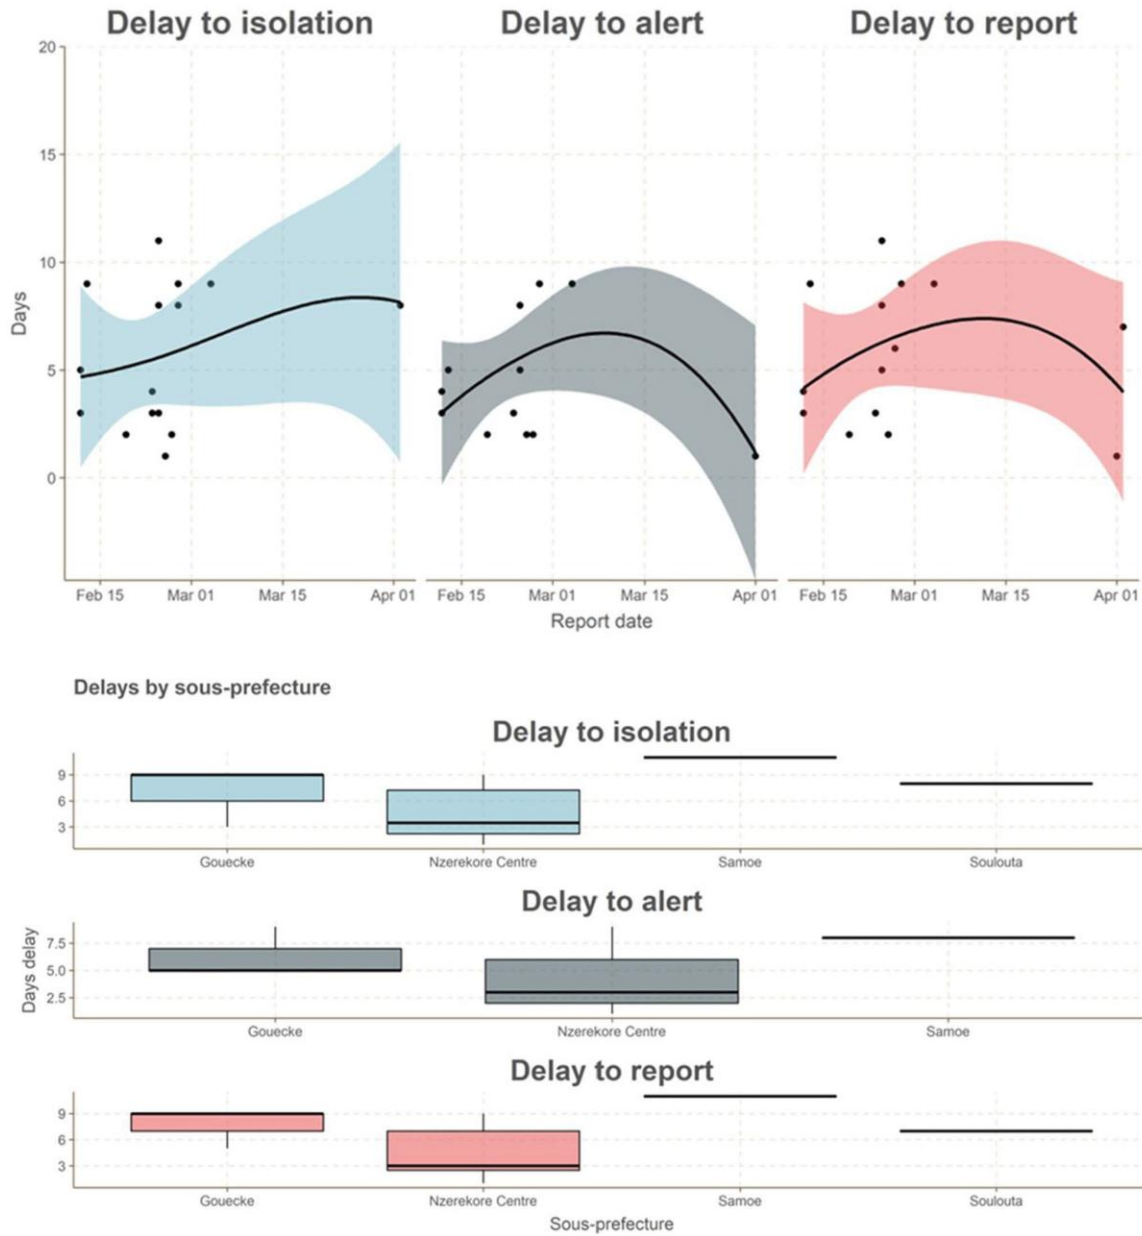 Delay to isolation Delay to alert Delay to report
20
15
10
5
0
Days
Feb 15 Mar 01 Mar 15 Apr 01 Feb 15 Mar 01 Mar 15 Apr 01 Feb 15 Mar 01 Mar 15 Apr 01
Report date
Delays by sous-prefecture
Delay to isolation
9
6
3
Gouecke Nzerekore Centre Samoe Soulouta
Delay to alert
Days delay
7.5
5.0
2.5
Gouecke Nzerekore Centre Samoe
Delay to report
9
6
3
Gouecke Nzerekore Centre Samoe Soulouta
Sous-prefecture